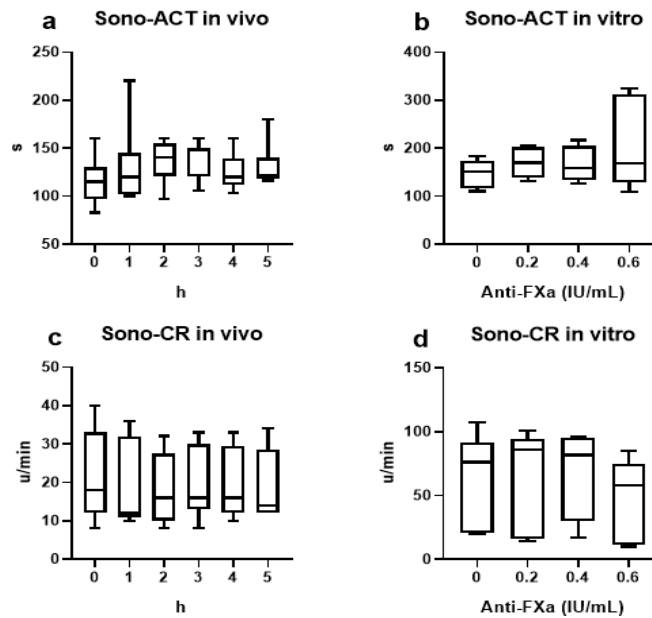 a Sono-ACT in vivo
250
200
150
100
50
s
0 1 2 3 4 5
h
b Sono-ACT in vitro
400
300
200
100
0
s
0 0.2 0.4 0.6
Anti-FXa (IU/mL)
c Sono-CR in vivo
50
40
30
20
10
0
u/min
0 1 2 3 4 5
h
d Sono-CR in vitro
150
100
50
0
u/min
0 0.2 0.4 0.6
Anti-FXa (IU/mL)